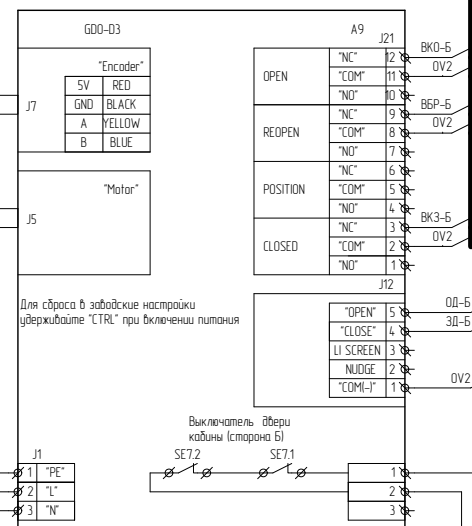 GDO-D3
A9
J21
J7
"Encoder"
5V RED
GND BLACK
A YELLOW
B BLUE
OPEN
"NC" 12 ВКО-Б
"COM" 11 0V2
"NO" 10
REOPEN
"NC" 9 ВБР-Б
"COM" 8 0V2
"NO" 7
POSITION
"NC" 6
"COM" 5
"NO" 4
CLOSED
"NC" 3 ВКЗ-Б
"COM" 2 0V2
"NO" 1
J5
"Motor"
Для сброса в заводские настройки
удерживайте "CTRL" при включении питания
J12
"OPEN" 5 ОД-Б
"CLOSE" 4 ЗД-Б
LI SCREEN 3
NUDGE 2
"COM(-)" 1 0V2
Выключатель двери
кабины (сторона Б)
SE7.2 SE7.1
J1
1 "PE"
2 "L"
3 "N"
1
2
3